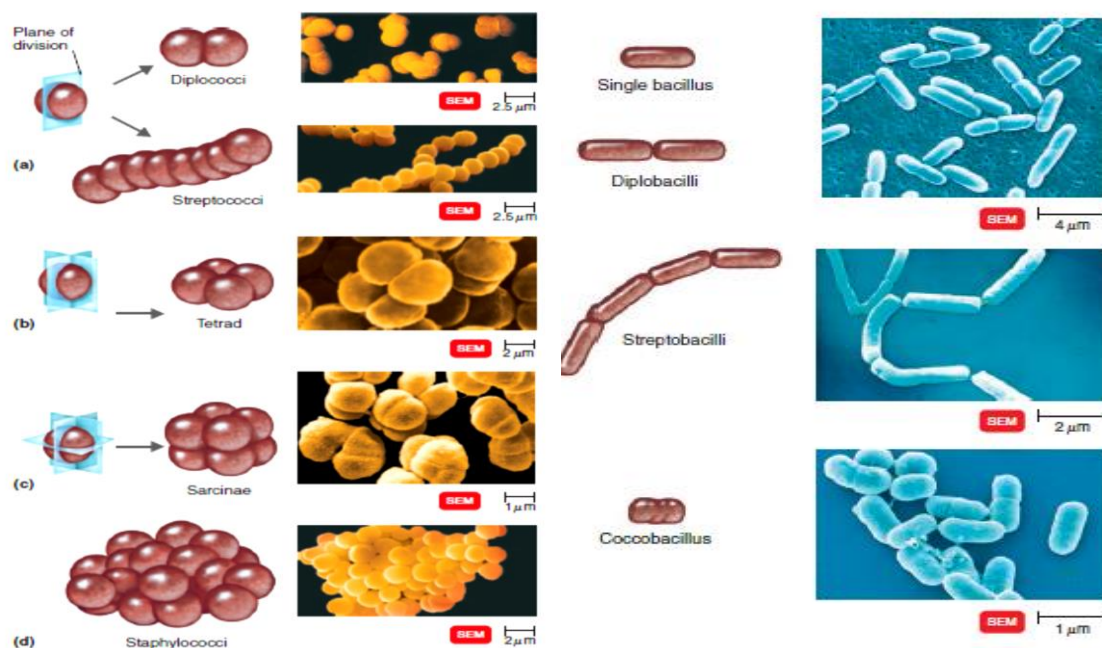 Plane of
division
Diplococci
SEM
2.5 μm
(a)
Streptococci
SEM
2.5 μm
(b)
Tetrad
SEM
2 μm
(c)
Sarcinae
SEM
1 μm
(d)
Staphylococci
SEM
2 μm
Single bacillus
Diplobacilli
SEM
4 μm
Streptobacilli
SEM
2 μm
Coccobacillus
SEM
1 μm